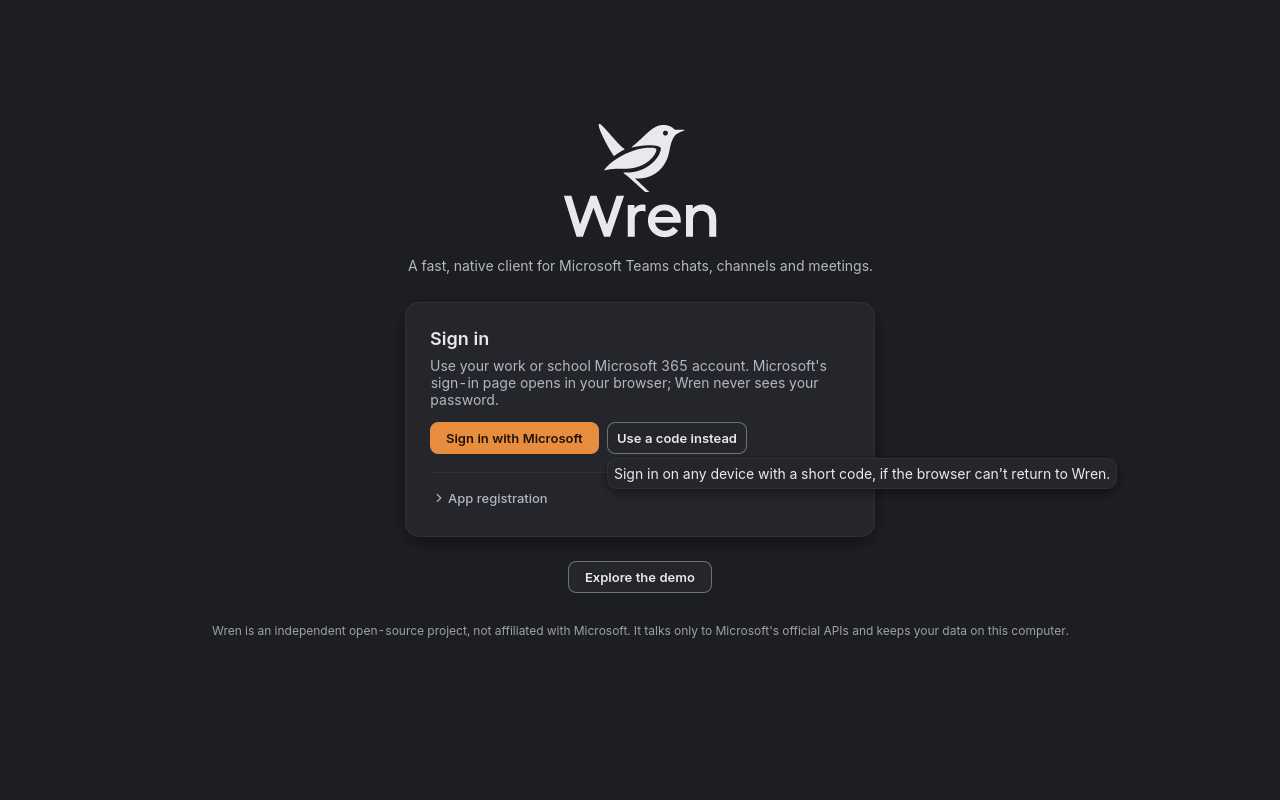 Wren
A fast, native client for Microsoft Teams chats, channels and meetings.
Sign in
Use your work or school Microsoft 365 account. Microsoft's
sign-in page opens in your browser; Wren never sees your
password.
Sign in with Microsoft
Use a code instead
Sign in on any device with a short code, if the browser can't return to Wren.
App registration
Explore the demo
Wren is an independent open-source project, not affiliated with Microsoft. It talks only to Microsoft's official APIs and keeps your data on this computer.